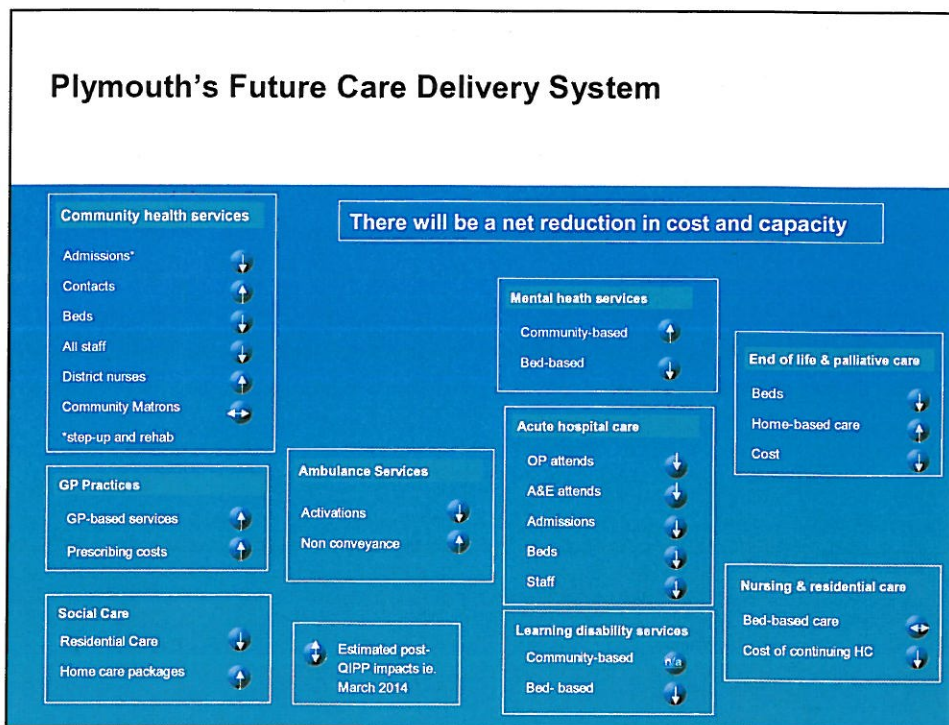 Plymouth's Future Care Delivery System
There will be a net reduction in cost and capacity
Community health services
Admissions*
Contacts
Beds
All staff
District nurses
Community Matrons
*step-up and rehab
GP Practices
GP-based services
Prescribing costs
Social Care
Residential Care
Home care packages
Ambulance Services
Activations
Non conveyance
Estimated post-
QIPP impacts ie.
March 2014
Mental heath services
Community-based
Bed-based
Acute hospital care
OP attends
A&E attends
Admissions
Beds
Staff
Learning disability services
Community-based n/a
Bed- based
End of life & palliative care
Beds
Home-based care
Cost
Nursing & residential care
Bed-based care
Cost of continuing HC